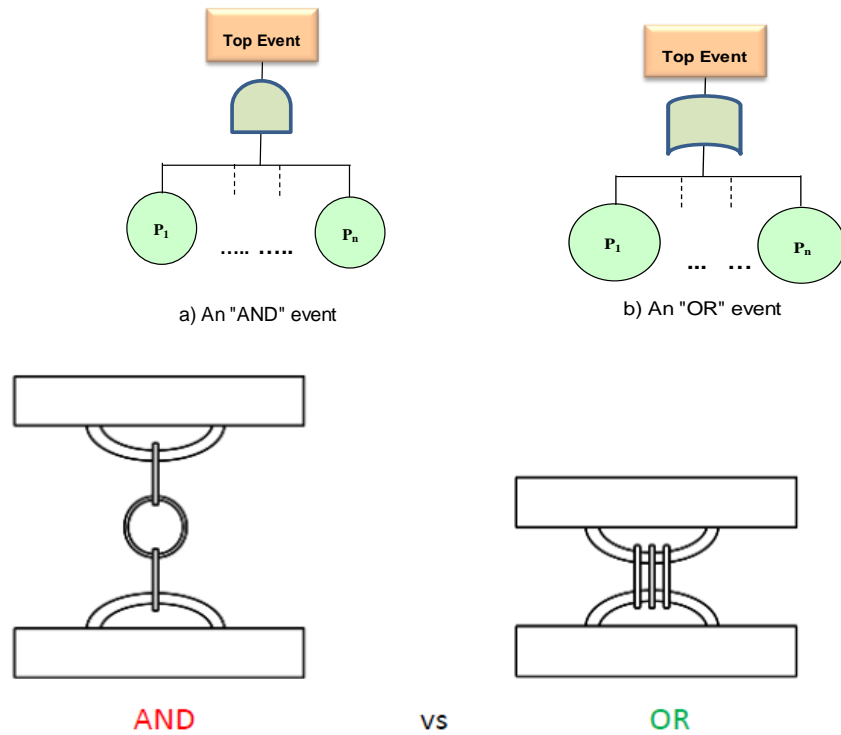 Top Event
P1
..... .....
Pn
a) An "AND" event
Top Event
P1
... ...
Pn
b) An "OR" event
AND vs OR